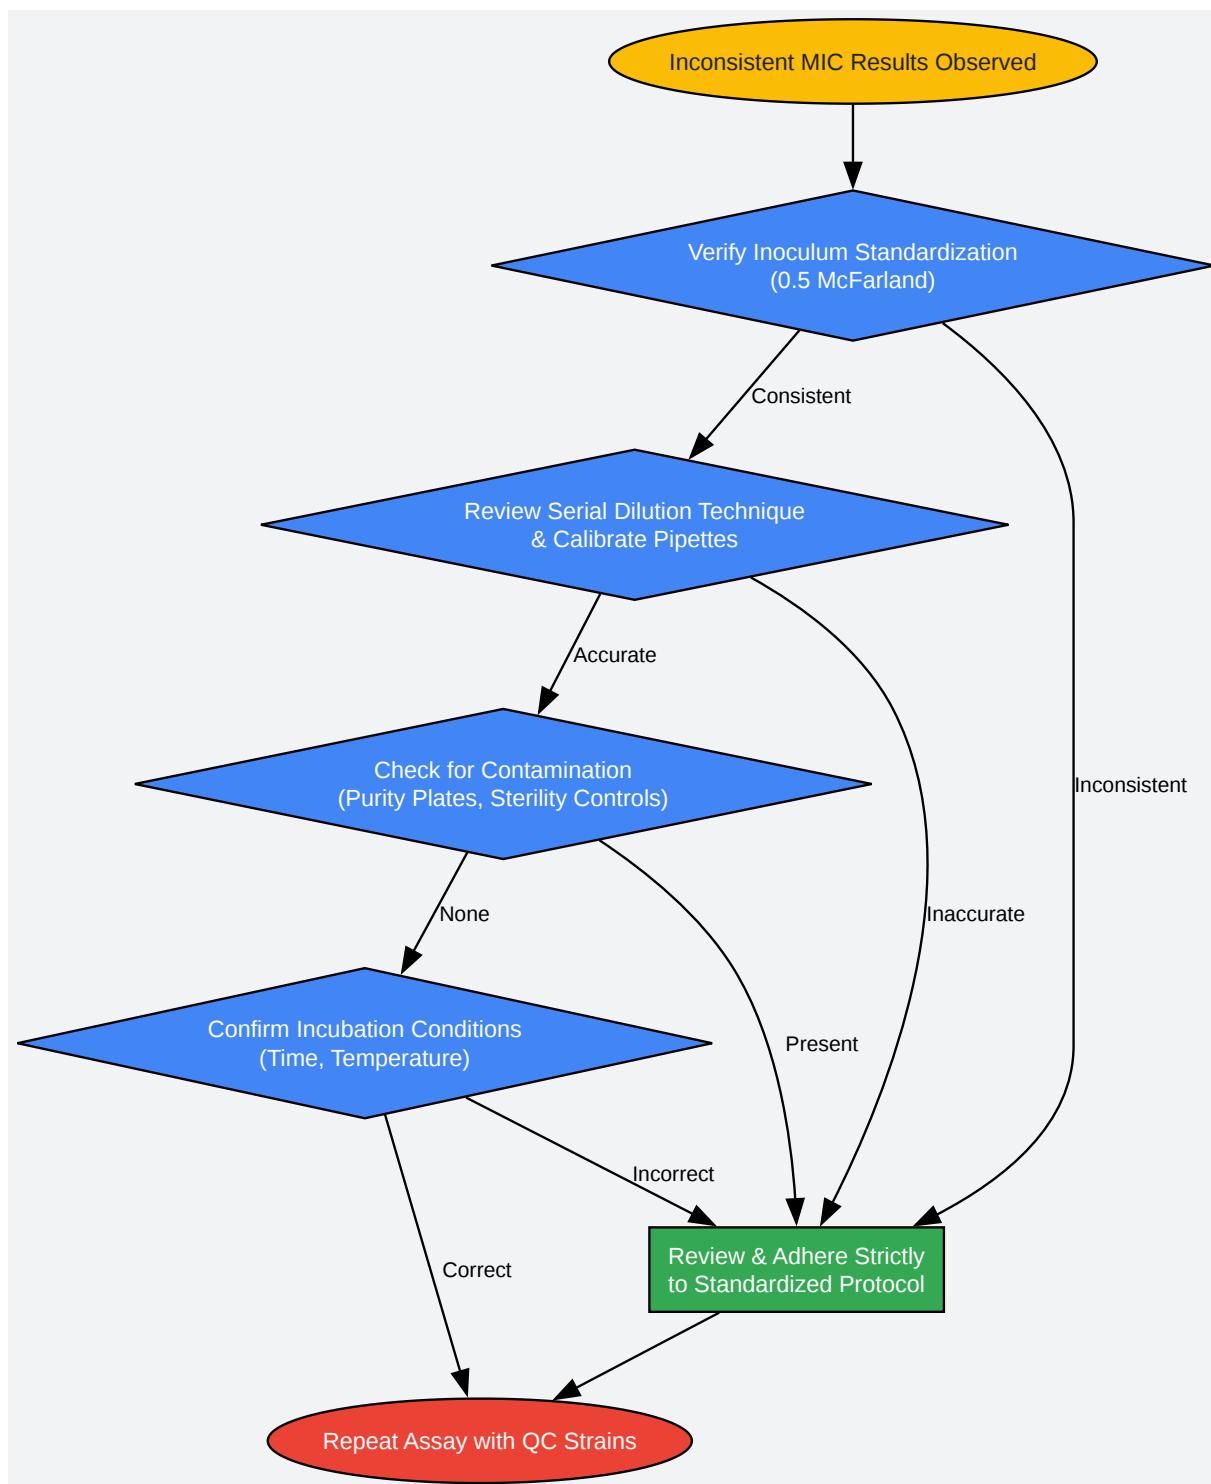 Inconsistent MIC Results Observed
Verify Inoculum Standardization
(0.5 McFarland)
Consistent
Review Serial Dilution Technique
& Calibrate Pipettes
Accurate
Check for Contamination
(Purity Plates, Sterility Controls)
Inconsistent
None
Inaccurate
Confirm Incubation Conditions
(Time, Temperature)
Present
Incorrect
Review & Adhere Strictly
to Standardized Protocol
Correct
Repeat Assay with QC Strains